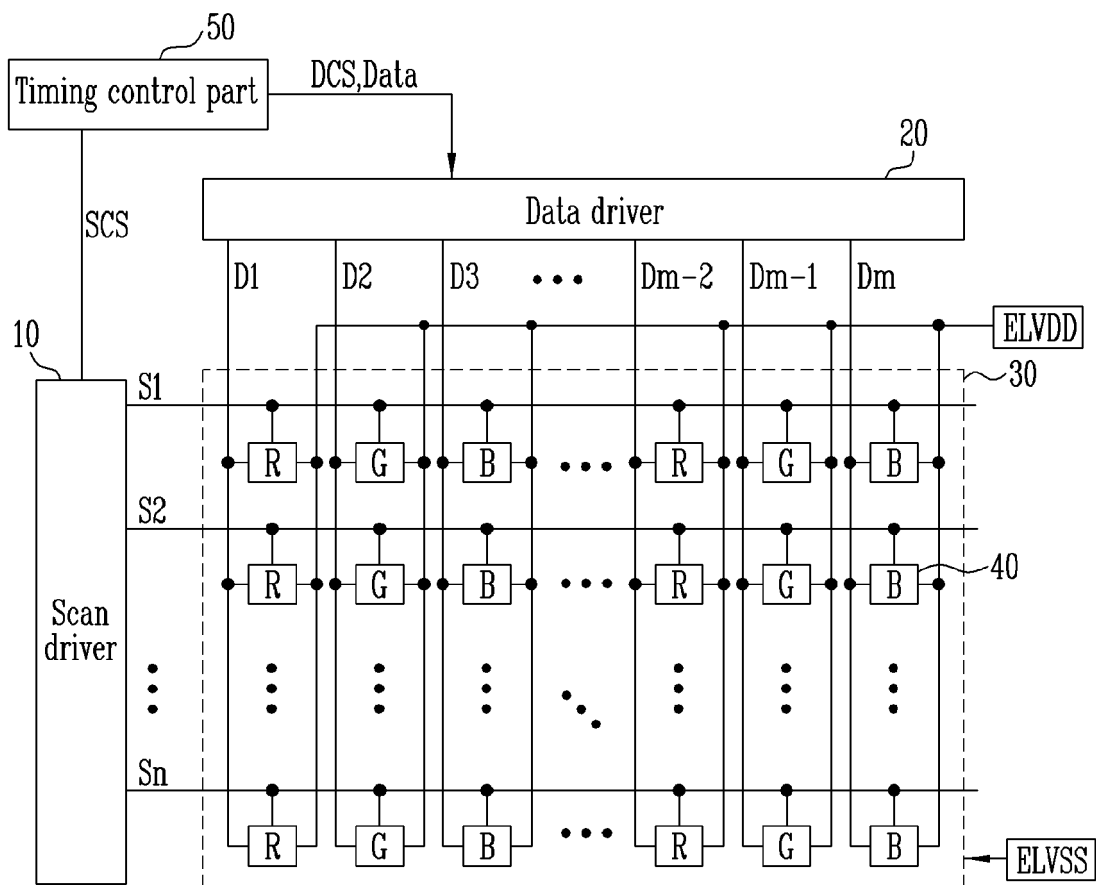 50
Timing control part
DCS,Data
20
SCS
Data driver
D1 D2 D3 Dm-2 Dm-1 Dm
ELVDD
10
30
S1
R G B R G B
S2
R G B R G B
40
Scan
driver
Sn
R G B R G B
ELVSS